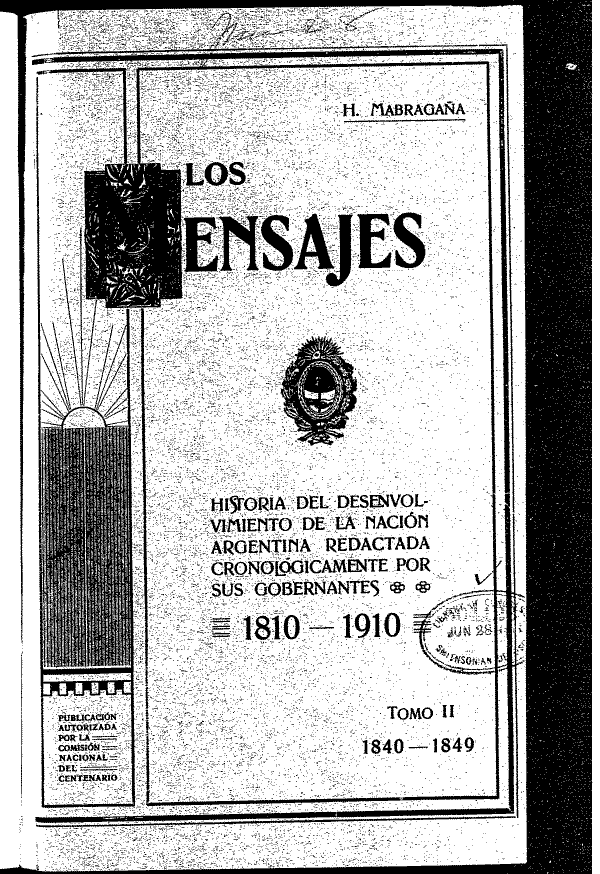 H. MABRAGAÑA
LOS
MENSAJES
HISTORIA DEL DESENVOL-
VIMIENTO DE LA NACIÓN
ARGENTINA REDACTADA
CRONOLÓGICAMENTE POR
SUS GOBERNANTES
1810 — 1910
JUN 28
SMITHSONIAN
TOMO II
1840 — 1849
PUBLICACIÓN
AUTORIZADA
POR LA
COMISIÓN
NACIONAL
DEL
CENTENARIO